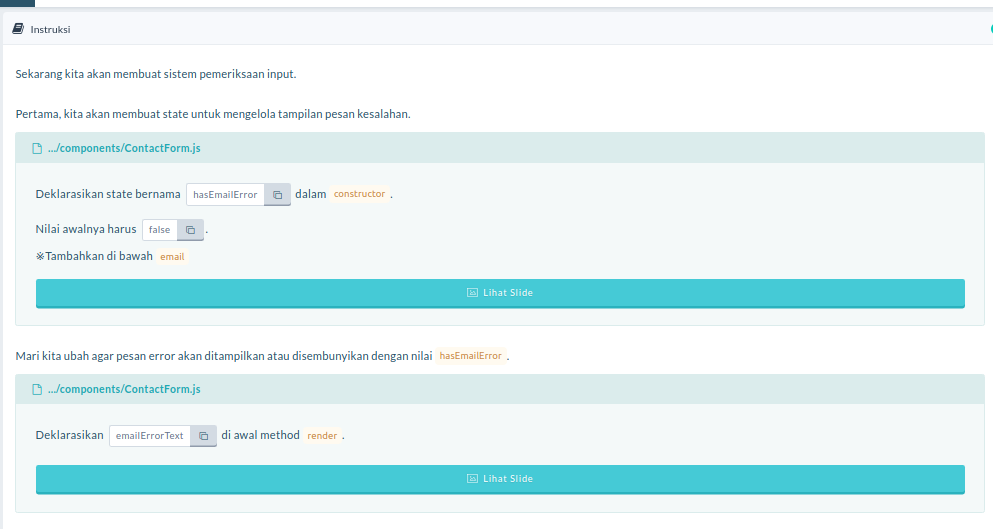 Instruksi
Sekarang kita akan membuat sistem pemeriksaan input.
Pertama, kita akan membuat state untuk mengelola tampilan pesan kesalahan.
.../components/ContactForm.js
Deklarasikan state bernama hasEmailError dalam constructor .
Nilai awalnya harus false .
※Tambahkan di bawah email
Lihat Slide
Mari kita ubah agar pesan error akan ditampilkan atau disembunyikan dengan nilai hasEmailError .
.../components/ContactForm.js
Deklarasikan emailErrorText di awal method render .
Lihat Slide